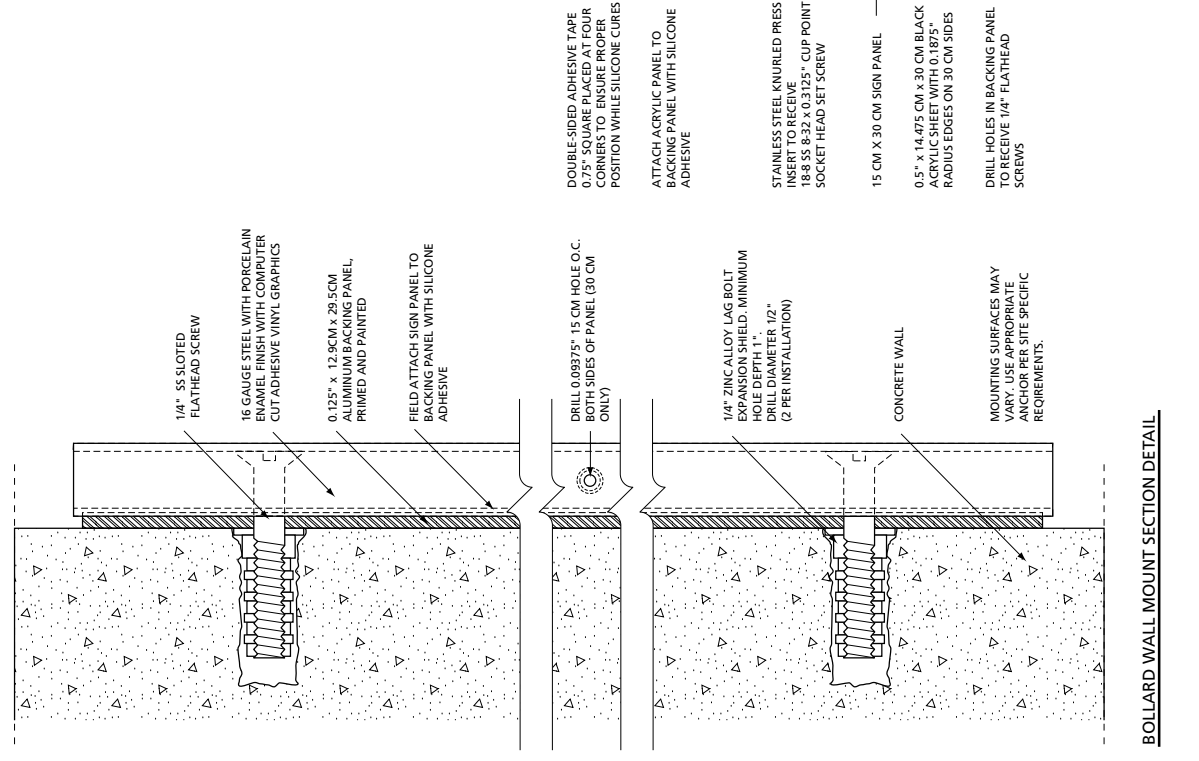 1/4" SS SLOTED
FLATHEAD SCREW
16 GAUGE STEEL WITH PORCELAIN
ENAMEL FINISH WITH COMPUTER
CUT ADHESIVE VINYL GRAPHICS
0.125" x 12.9CM x 29.5CM
ALUMINUM BACKING PANEL,
PRIMED AND PAINTED
FIELD ATTACH SIGN PANEL TO
BACKING PANEL WITH SILICONE
ADHESIVE
DRILL 0.09375" 15 CM HOLE O.C.
BOTH SIDES OF PANEL (30 CM
ONLY)
1/4" ZINC ALLOY LAG BOLT
EXPANSION SHIELD. MINIMUM
HOLE DEPTH 1".
DRILL DIAMETER 1/2"
(2 PER INSTALLATION)
CONCRETE WALL
MOUNTING SURFACES MAY
VARY. USE APPROPRIATE
ANCHOR PER SITE SPECIFIC
REQIREMENTS.
DOUBLE-SIDED ADHESIVE TAPE
0.75" SQUARE PLACED AT FOUR
CORNERS TO ENSURE PROPER
POSITION WHILE SILICONE CURES
ATTACH ACRYLIC PANEL TO
BACKING PANEL WITH SILICONE
ADHESIVE
STAINLESS STEEL KNURLED PRESS
INSERT TO RECEIVE
18-8 SS 8-32 x 0.3125" CUP POINT
SOCKET HEAD SET SCREW
15 CM X 30 CM SIGN PANEL
0.5" x 14.475 CM x 30 CM BLACK
ACRYLIC SHEET WITH 0.1875"
RADIUS EDGES ON 30 CM SIDES
DRILL HOLES IN BACKING PANEL
TO RECEIVE 1/4" FLATHEAD
SCREWS
BOLLARD WALL MOUNT SECTION DETAIL